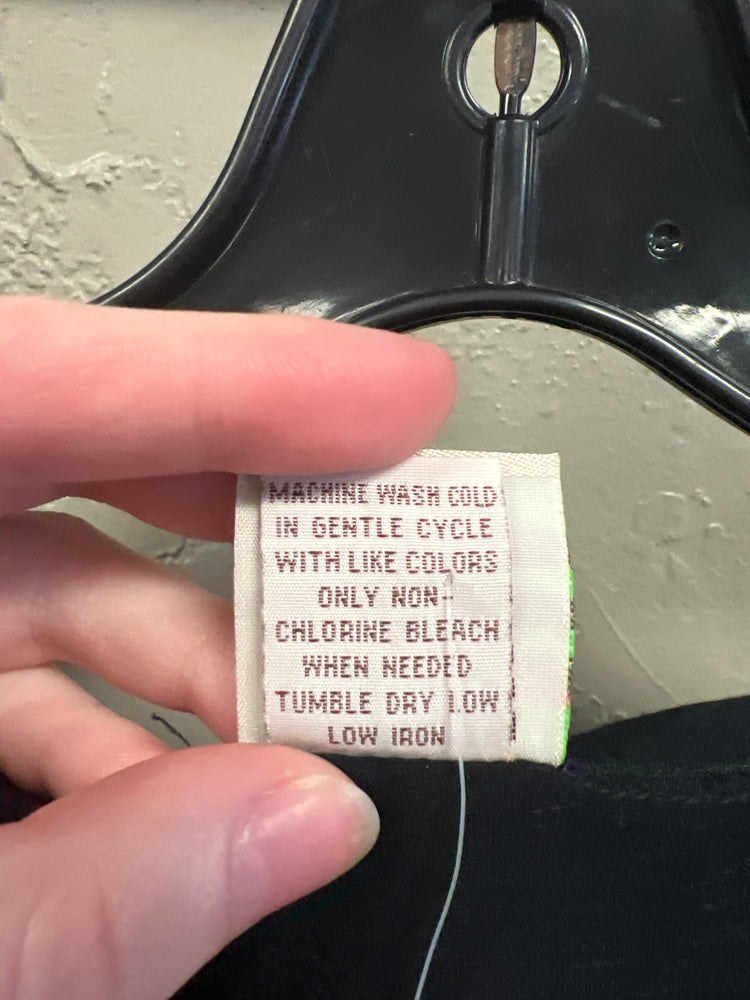 MACHINE WASH COLD
IN GENTLE CYCLE
WITH LIKE COLORS
ONLY NON-
CHLORINE BLEACH
WHEN NEEDED
TUMBLE DRY LOW
LOW IRON